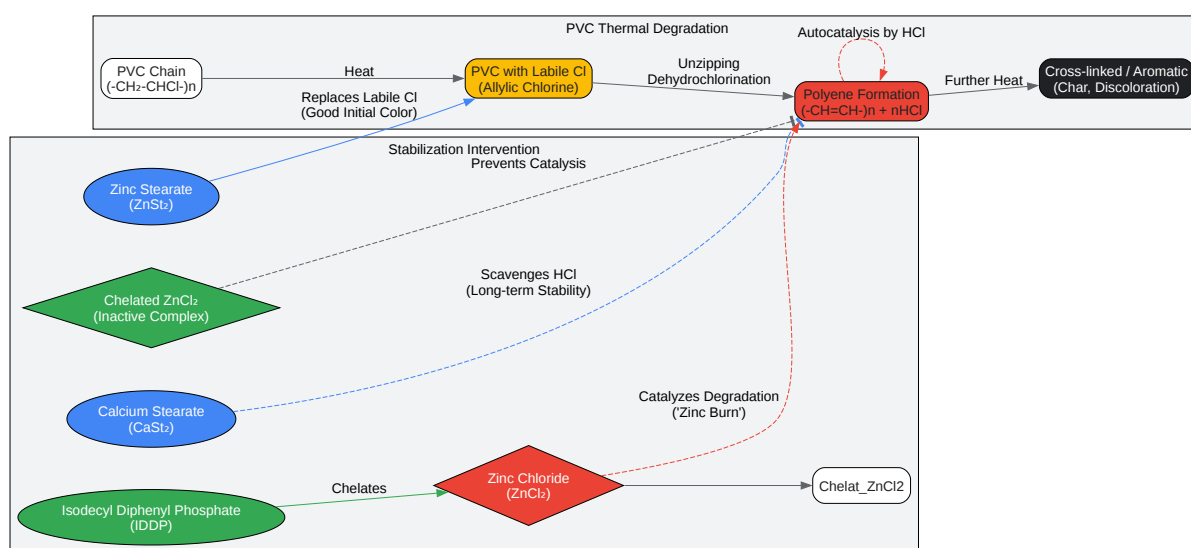 PVC Thermal Degradation
Autocatalysis by HCl
PVC Chain
(-CH₂-CHCl-)n
Heat
PVC with Labile Cl
(Allylic Chlorine)
Unzipping
Dehydrochlorination
Polyene Formation
(-CH=CH-)n + nHCl
Further Heat
Cross-linked / Aromatic
(Char, Discoloration)
Replaces Labile Cl
(Good Initial Color)
Stabilization Intervention
Prevents Catalysis
Zinc Stearate
(ZnSt₂)
Chelated ZnCl₂
(Inactive Complex)
Scavenges HCl
(Long-term Stability)
Calcium Stearate
(CaSt₂)
Catalyzes Degradation
('Zinc Burn')
Isodecyl Diphenyl Phosphate
(IDDP)
Chelates
Zinc Chloride
(ZnCl₂)
Chelat_ZnCl2